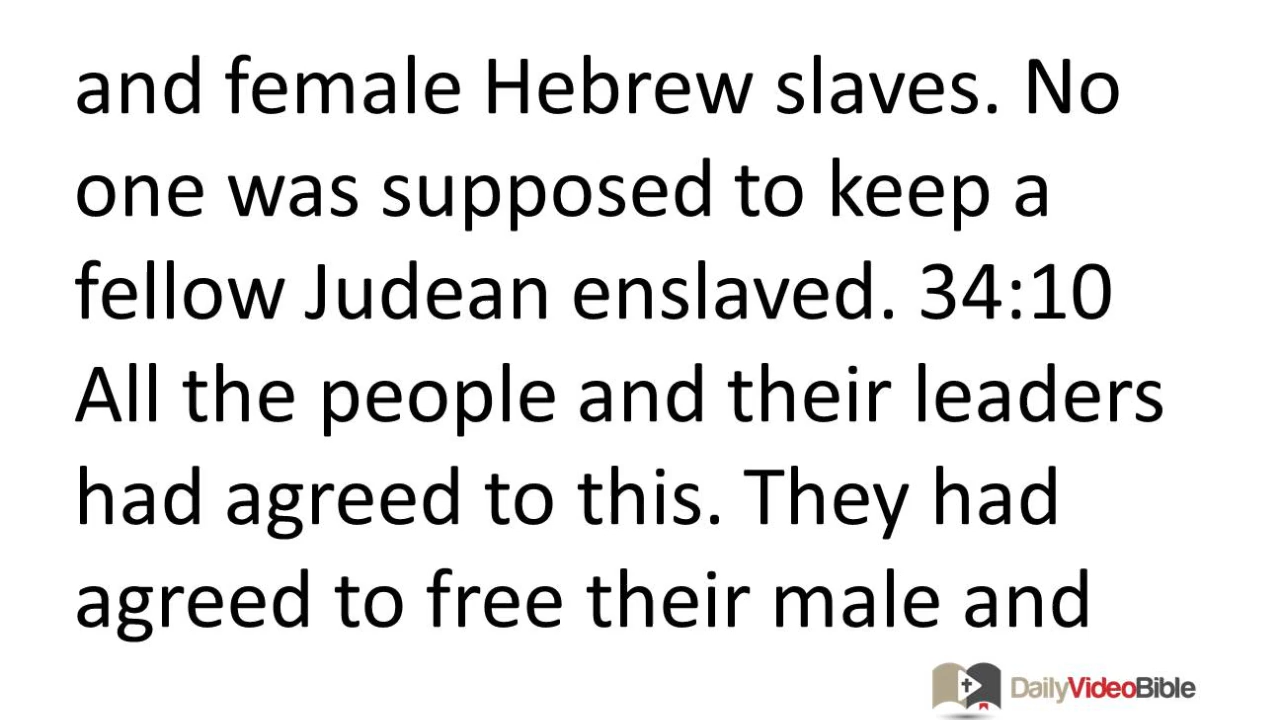 and female Hebrew slaves. No
one was supposed to keep a
fellow Judean enslaved. 34:10
All the people and their leaders
had agreed to this. They had
agreed to free their male and
DailyVideoBible